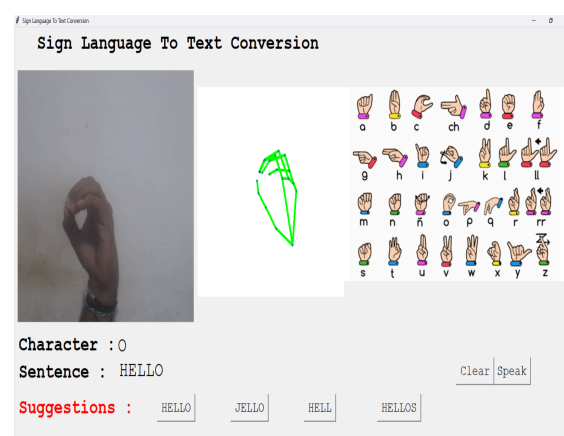 Sign Language To Text Conversion
Sign Language To Text Conversion
a b c ch d e f
g h i j k l ll
m n ñ o p q r rr
s t u v w x y z
Character : O
Sentence : HELLO
Clear Speak
Suggestions : HELLO JELLO HELL HELLOS